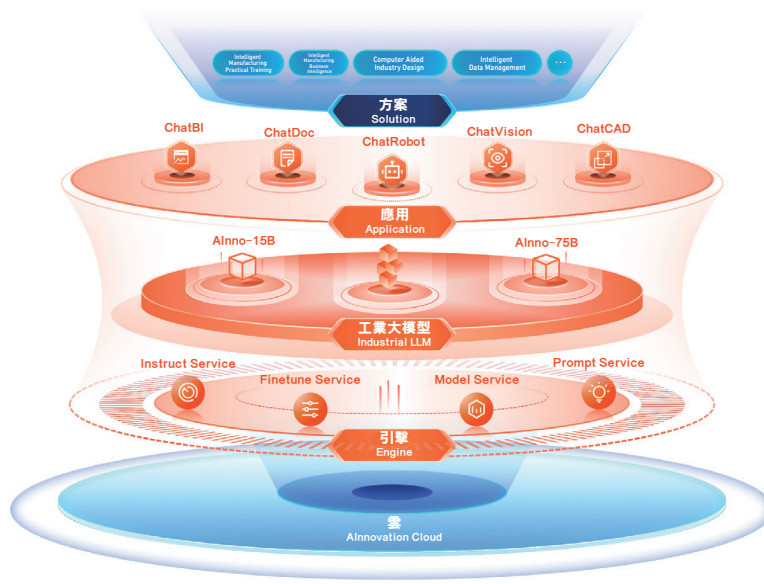 Intelligent
Manufacturing
Practical Training
Intelligent
Manufacturing
Business
Intelligence
Computer Aided
Industry Design
Intelligent
Data Management
...
方案
Solution
ChatBI
ChatDoc
ChatRobot
ChatVision
ChatCAD
應用
Application
AInno-15B
AInno-75B
工業大模型
Industrial LLM
Instruct Service
Finetune Service
Model Service
Prompt Service
引擎
Engine
雲
AInnovation Cloud